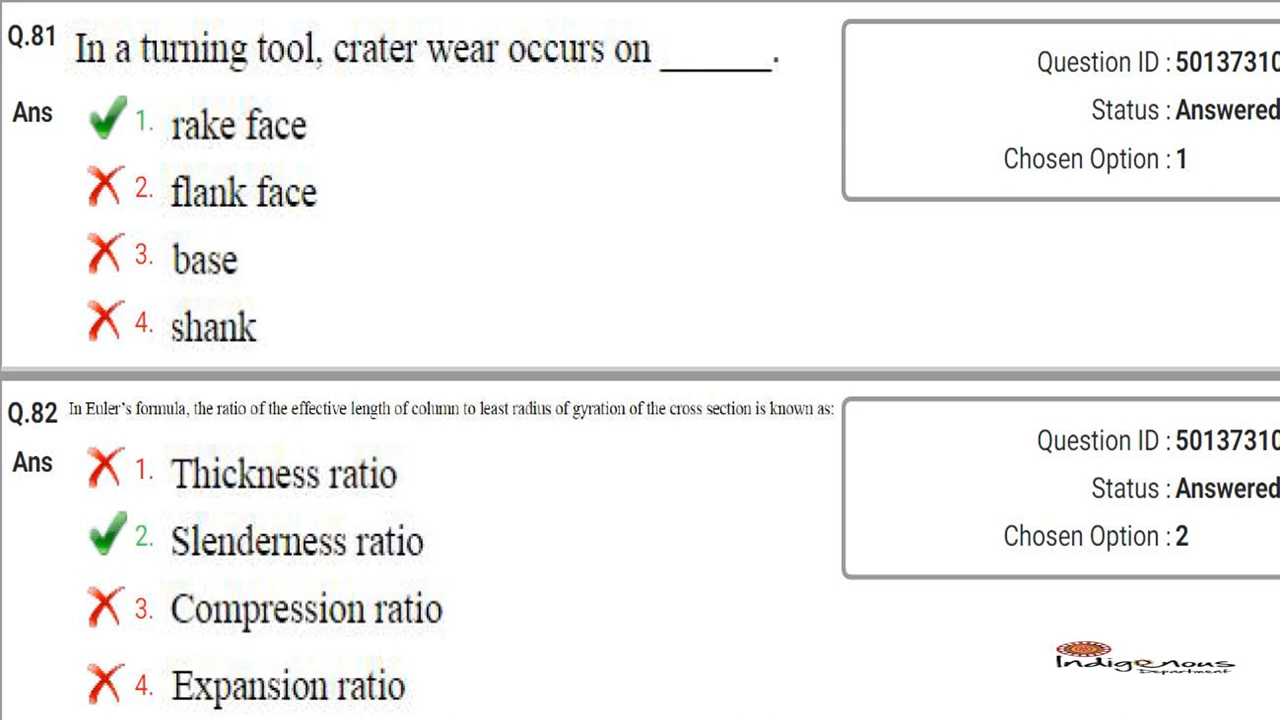 Q.81 In a turning tool, crater wear occurs on ______.
Question ID : 50137310
Status : Answered
Chosen Option : 1
Ans 1. rake face
2. flank face
3. base
4. shank
Q.82 In Euler's formula, the ratio of the effective length of column to least radius of gyration of the cross section is known as:
Question ID : 50137310
Status : Answered
Chosen Option : 2
Ans 1. Thickness ratio
2. Slenderness ratio
3. Compression ratio
4. Expansion ratio
Indigenous
Department